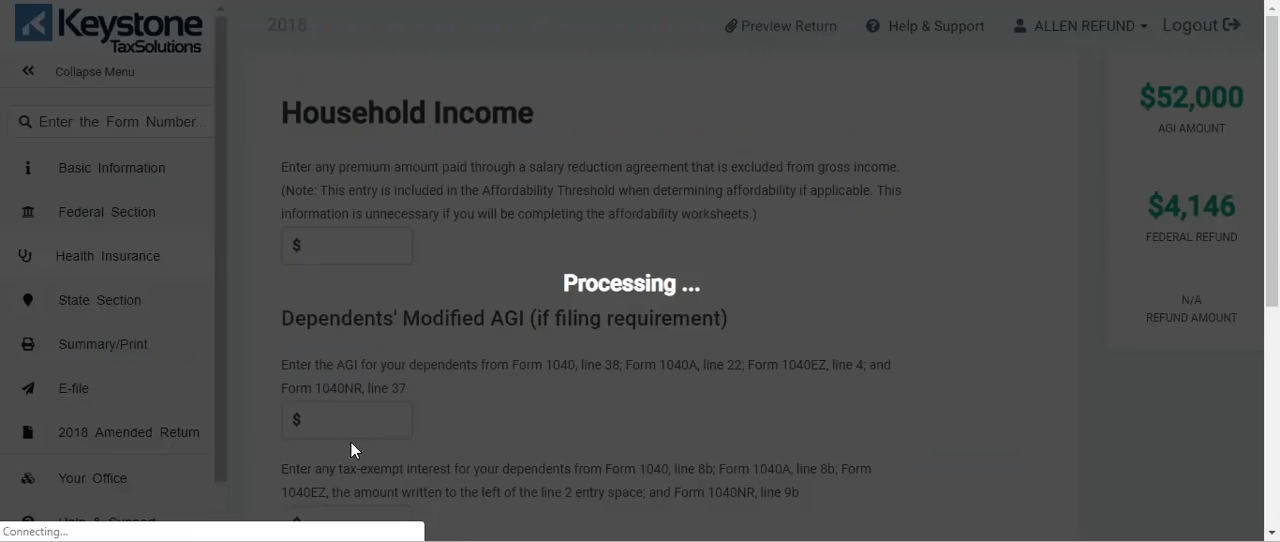 Keystone
TaxSolutions
2018
Preview Return
Help & Support
ALLEN REFUND
Logout
Collapse Menu
Enter the Form Number...
Basic Information
Federal Section
Health Insurance
State Section
Summary/Print
E-file
2018 Amended Return
Your Office
Help & Support
Household Income
Enter any premium amount paid through a salary reduction agreement that is excluded from gross income.
(Note: This entry is included in the Affordability Threshold when determining affordability if applicable. This
information is unnecessary if you will be completing the affordability worksheets.)
$
Processing ...
Dependents' Modified AGI (if filing requirement)
Enter the AGI for your dependents from Form 1040, line 38; Form 1040A, line 22; Form 1040EZ, line 4; and
Form 1040NR, line 37
$
Enter any tax-exempt interest for your dependents from Form 1040, line 8b; Form 1040A, line 8b; Form
1040EZ, the amount written to the left of the line 2 entry space; and Form 1040NR, line 9b
$
$52,000
AGI AMOUNT
$4,146
FEDERAL REFUND
N/A
REFUND AMOUNT
Connecting...